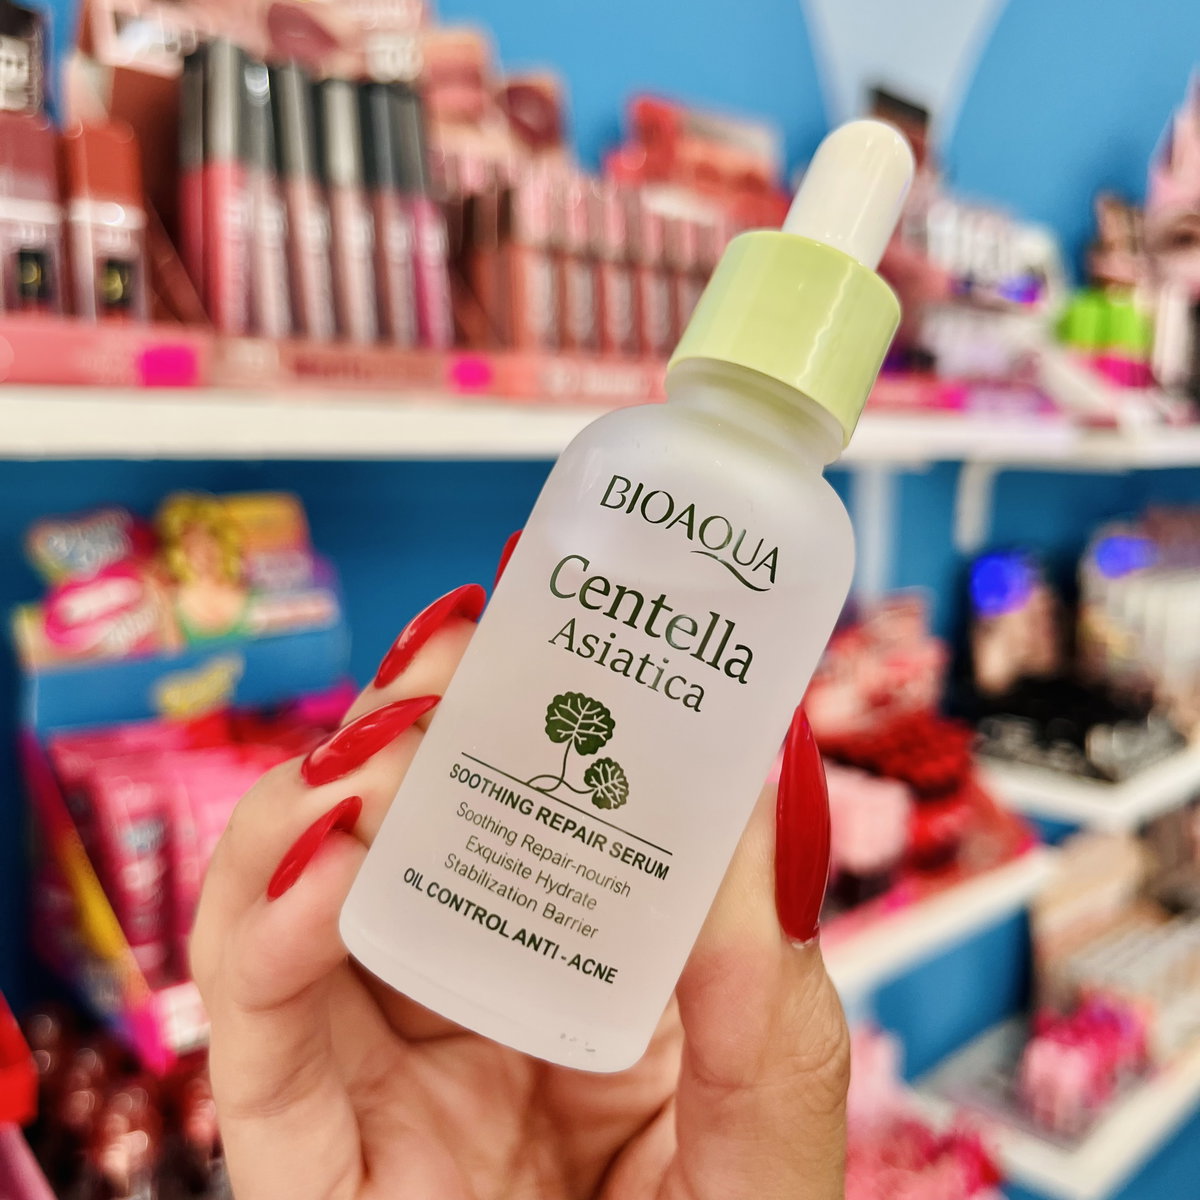 BIOAQUA
Centella
Asiatica
SOOTHING REPAIR SERUM
Soothing Repair-nourish
Exquisite Hydrate
Stabilization Barrier
OIL CONTROL ANTI-ACNE